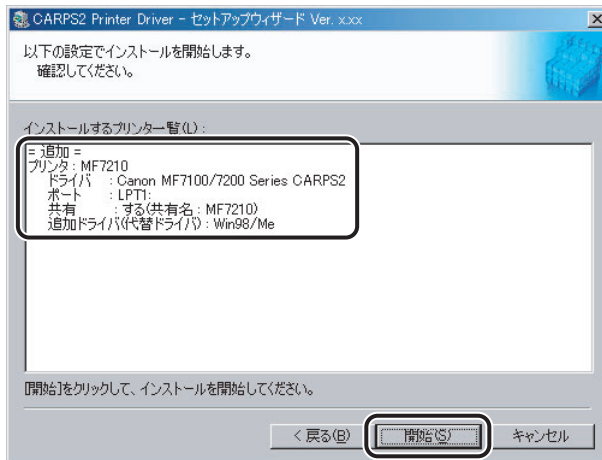 CARPS2 Printer Driver - セットアップウィザード Ver. x.xx
以下の設定でインストールを開始します。
確認してください。
インストールするプリンタ一覧(L):
= 追加 =
プリンタ : MF7210
ドライバ : Canon MF7100/7200 Series CARPS2
ポート : LPT1:
共有 : する(共有名 : MF7210)
追加ドライバ(代替ドライバ) : Win98/Me
[開始]をクリックして、インストールを開始してください。
< 戻る(B) 開始(S) キャンセル